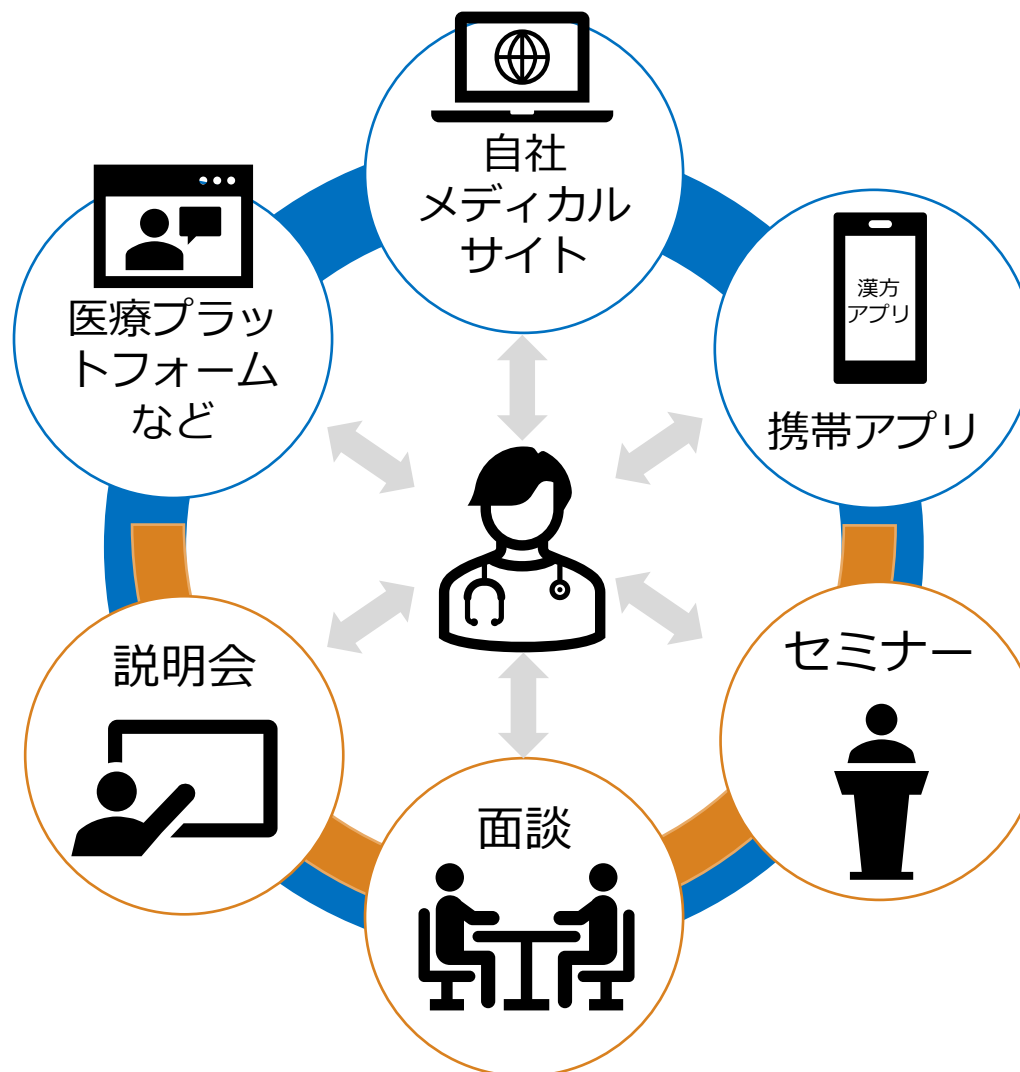 自社
メディカル
サイト
医療プラッ
トフォーム
など
漢方
アプリ
携帯アプリ
説明会
セミナー
面談